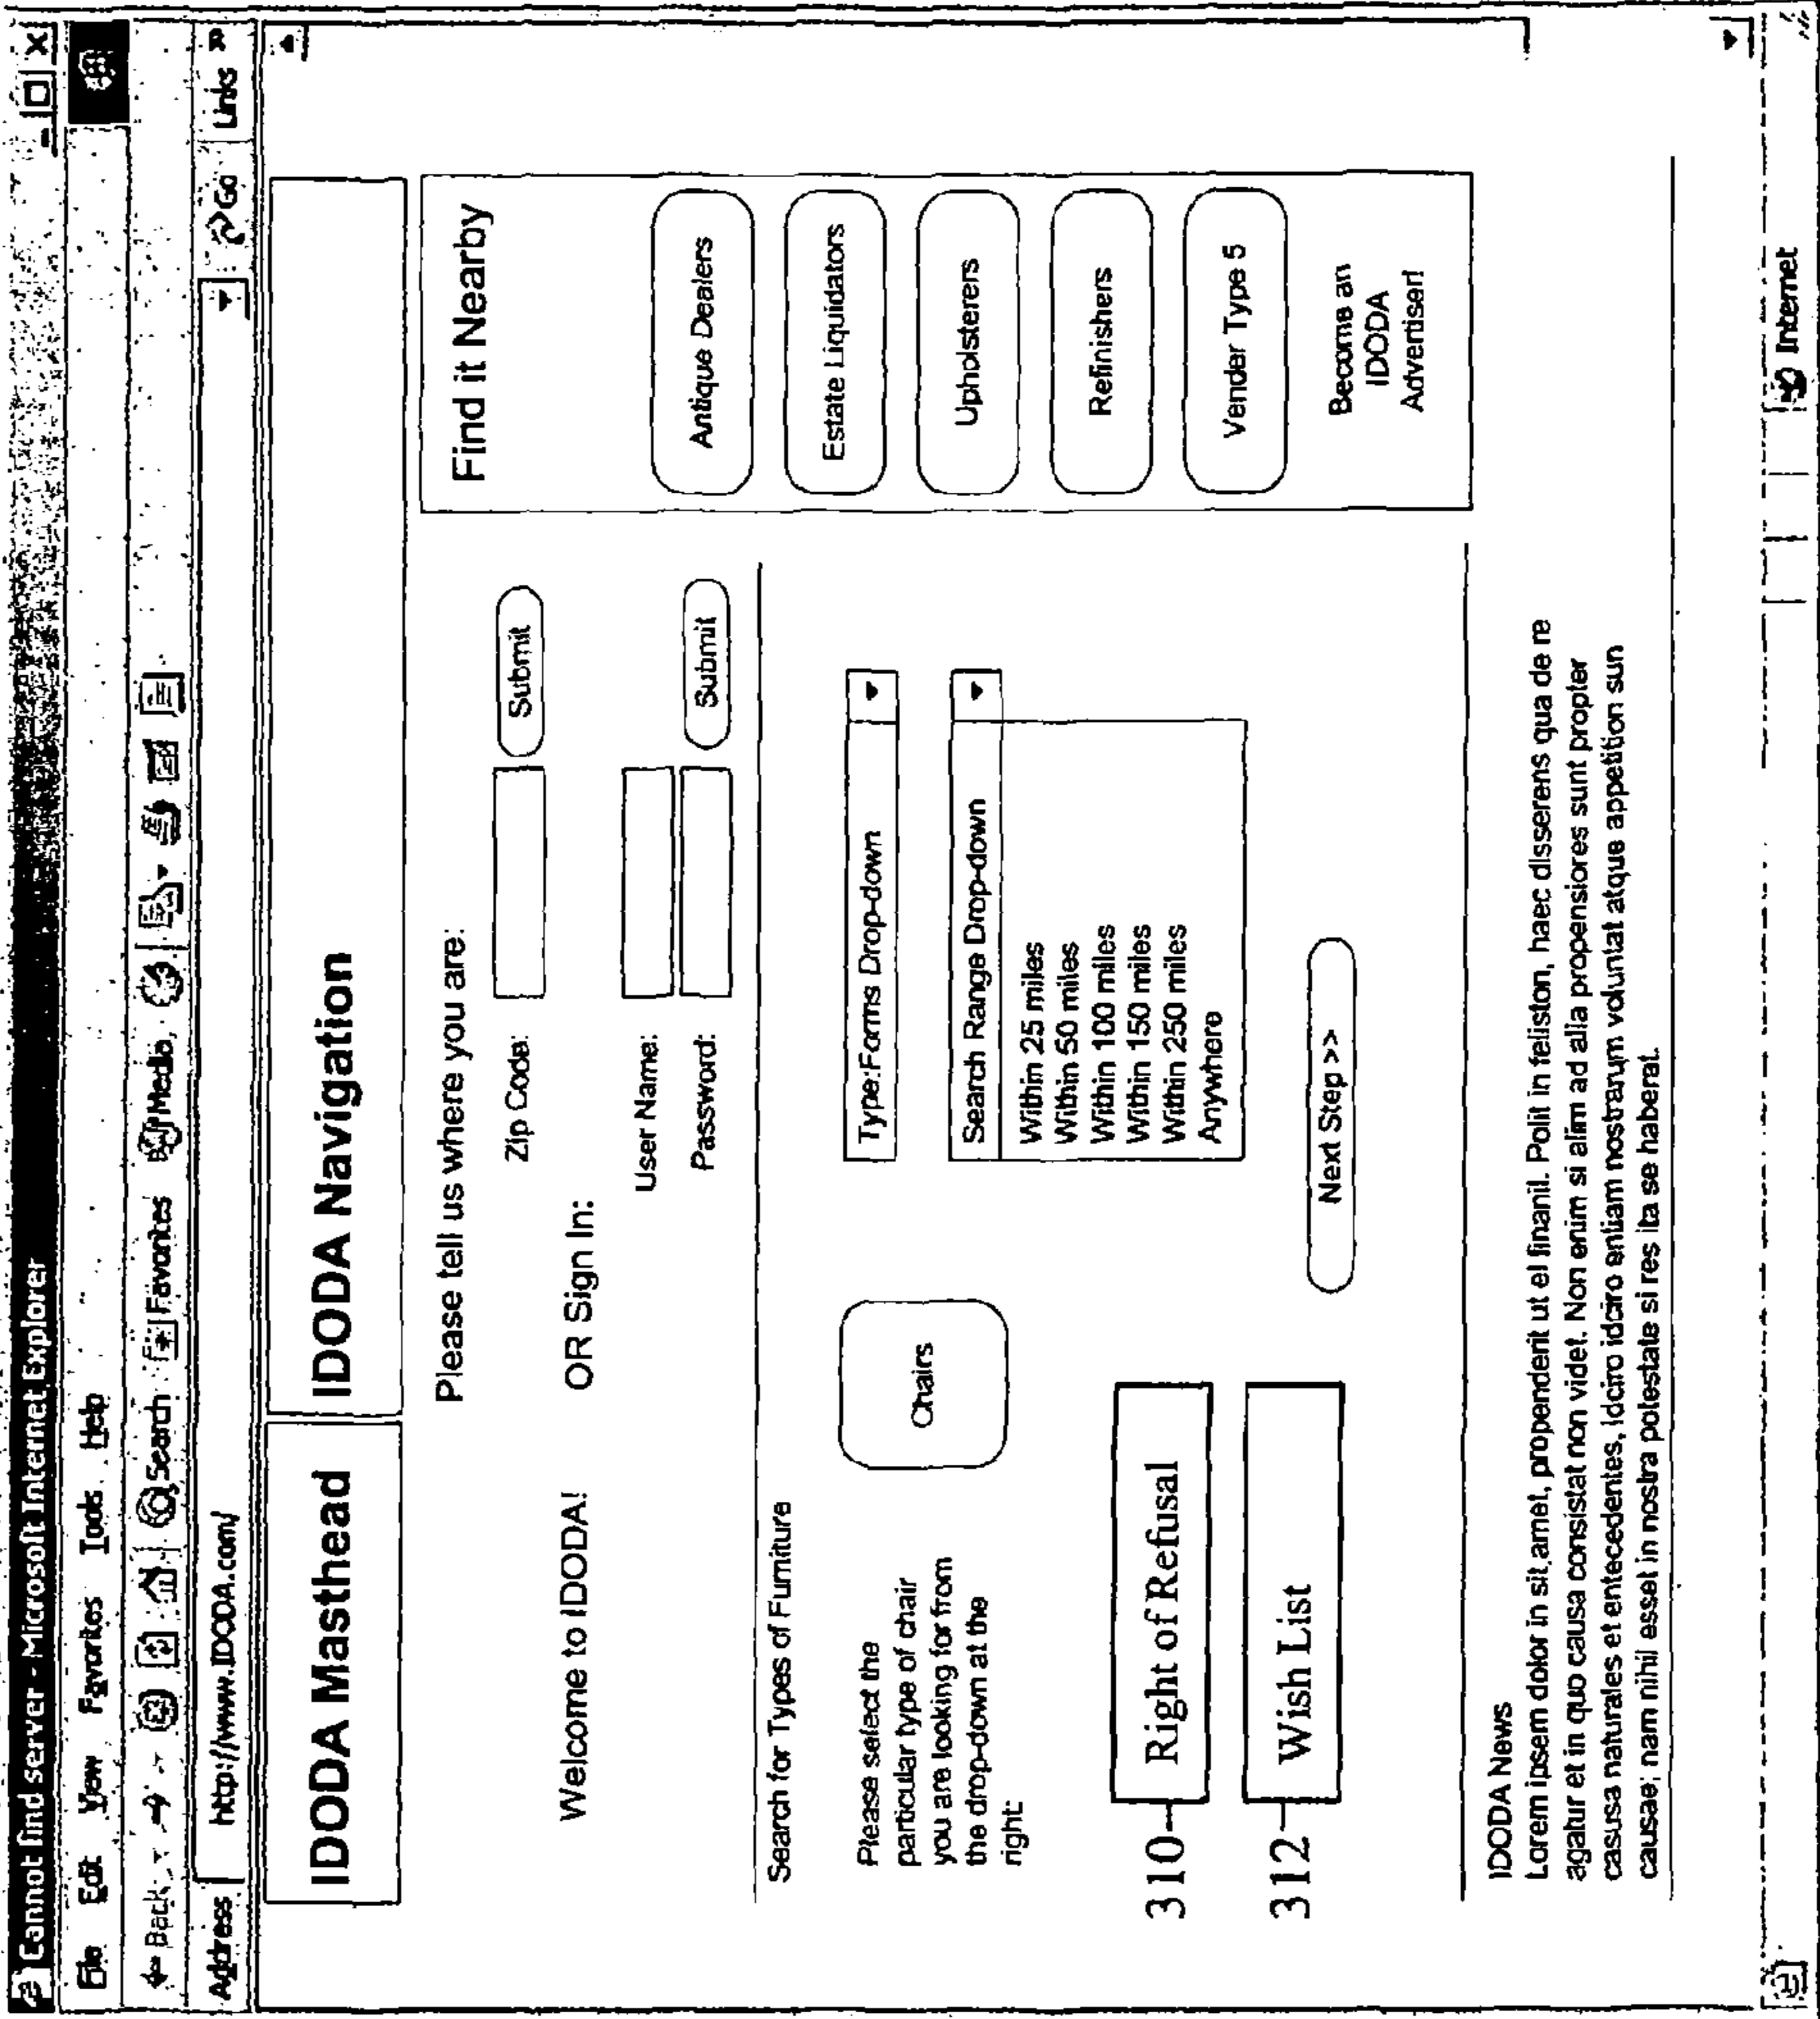 Cannot find server - Microsoft Internet Explorer
File Edit View Favorites Tools Help
Back Search Favorites Media
Address http://www.IDODA.com/ Go Links »
IDODA Masthead
IDODA Navigation
Welcome to IDODA!
Please tell us where you are:
Zip Code: Submit
OR Sign In:
User Name:
Password: Submit
Find it Nearby
Antique Dealers
Estate Liquidators
Upholsterers
Refinishers
Vender Type 5
Become an
IDODA
Advertiser!
Search for Types of Furniture
Please select the
particular type of chair
you are looking for from
the drop-down at the
right:
Chairs
Type:Forms Drop-down
Search Range Drop-down
Within 25 miles
Within 50 miles
Within 100 miles
Within 150 miles
Within 250 miles
Anywhere
310 Right of Refusal
312 Wish List
Next Step >>
IDODA News
Lorem ipsem dolor in sit amet, propenderit ut el finanil. Polit in feliston, haec disserens qua de re
agatur et in quo causa consistat non videt. Non enim si alim ad alia propensiores sunt propter
casusa naturales et entecedentes, idciro idciro entiam nostrarum voluntat atque appetition sun
causae; nam nihil esset in nostra potestate si res ita se haberat.
Internet